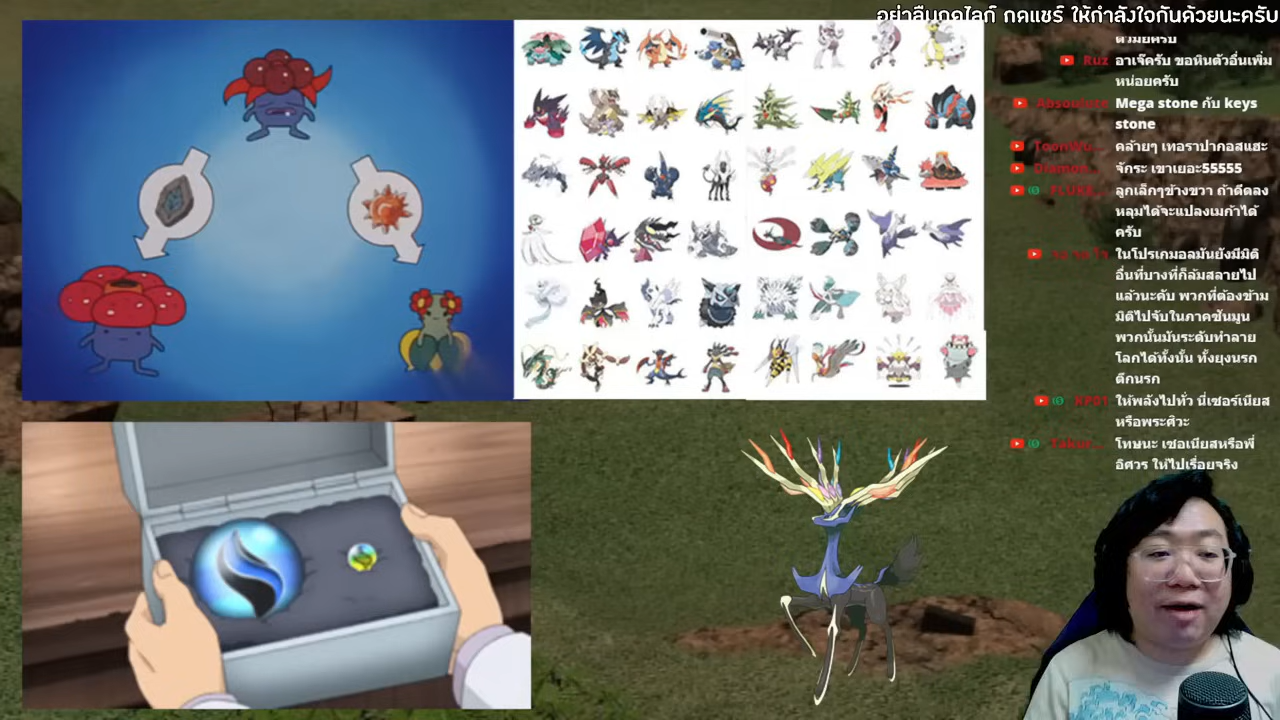 อย่าลืมกดไลก์ กดแชร์ ให้กำลังใจกันด้วยนะครับ
ด้วยครับ
Ruz อาเจ๊ครับ ขอหินตัวอื่นเพิ่ม
หน่อยครับ
Absolute Mega stone กับ keys
stone
คล้ายๆ เทอราปากอสแฮะ
จักระ เขาเยอะ55555
ลูกเล็กๆข้างขวา ถ้าดีดลง
หลุมได้จะแปลงเมก้าได้
ครับ
ในโปรเกมอลมันยังมีมิติ
อื่นที่บางที่ก็ล้มสลายไป
แล้วนะคับ พวกที่ต้องข้าม
มิติไปจับในภาคซันมูน
พวกนั้นมันระดับทำลาย
โลกได้ทั้งนั้น ทั้งยุงนรก
ตึกนรก
ให้พลังไปทั่ว นี่เซอร์เนียส
หรือพระศิวะ
โทษนะ เซอเนียสหรือพี่
อิศวร ให้ไปเรื่อยจริง